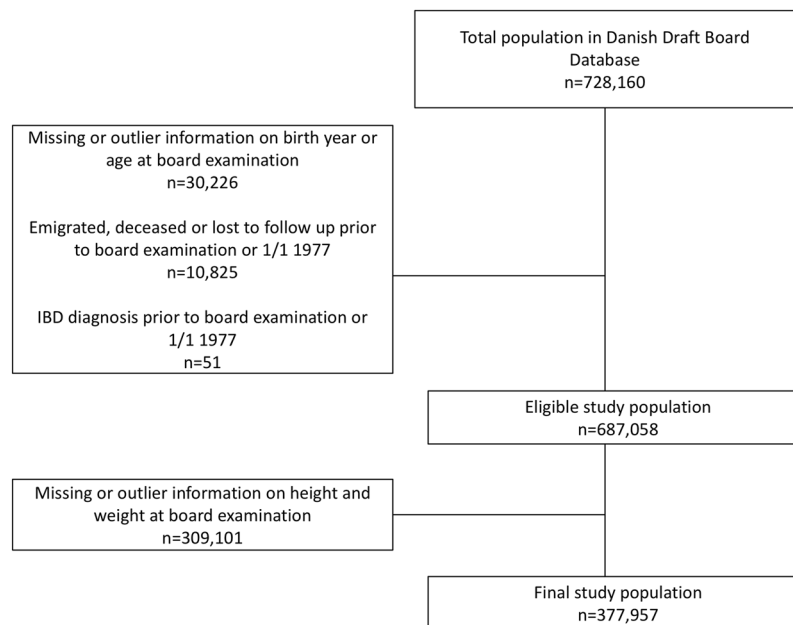 Total population in Danish Draft Board
Database
n=728,160
Missing or outlier information on birth year or
age at board examination
n=30,226
Emigrated, deceased or lost to follow up prior
to board examination or 1/1 1977
n=10,825
IBD diagnosis prior to board examination or
1/1 1977
n=51
Eligible study population
n=687,058
Missing or outlier information on height and
weight at board examination
n=309,101
Final study population
n=377,957